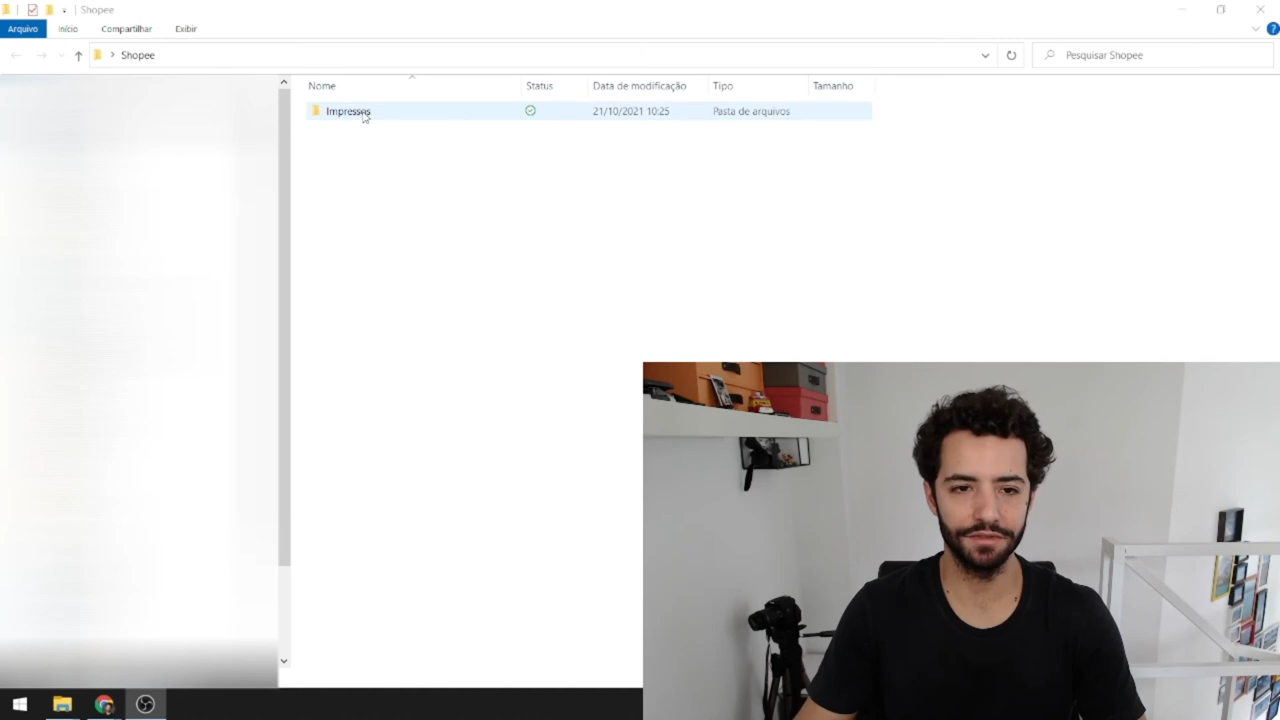 Shopee
Arquivo Início Compartilhar Exibir
Shopee Pesquisar Shopee
Nome Status Data de modificação Tipo Tamanho
Impressos 21/10/2021 10:25 Pasta de arquivos